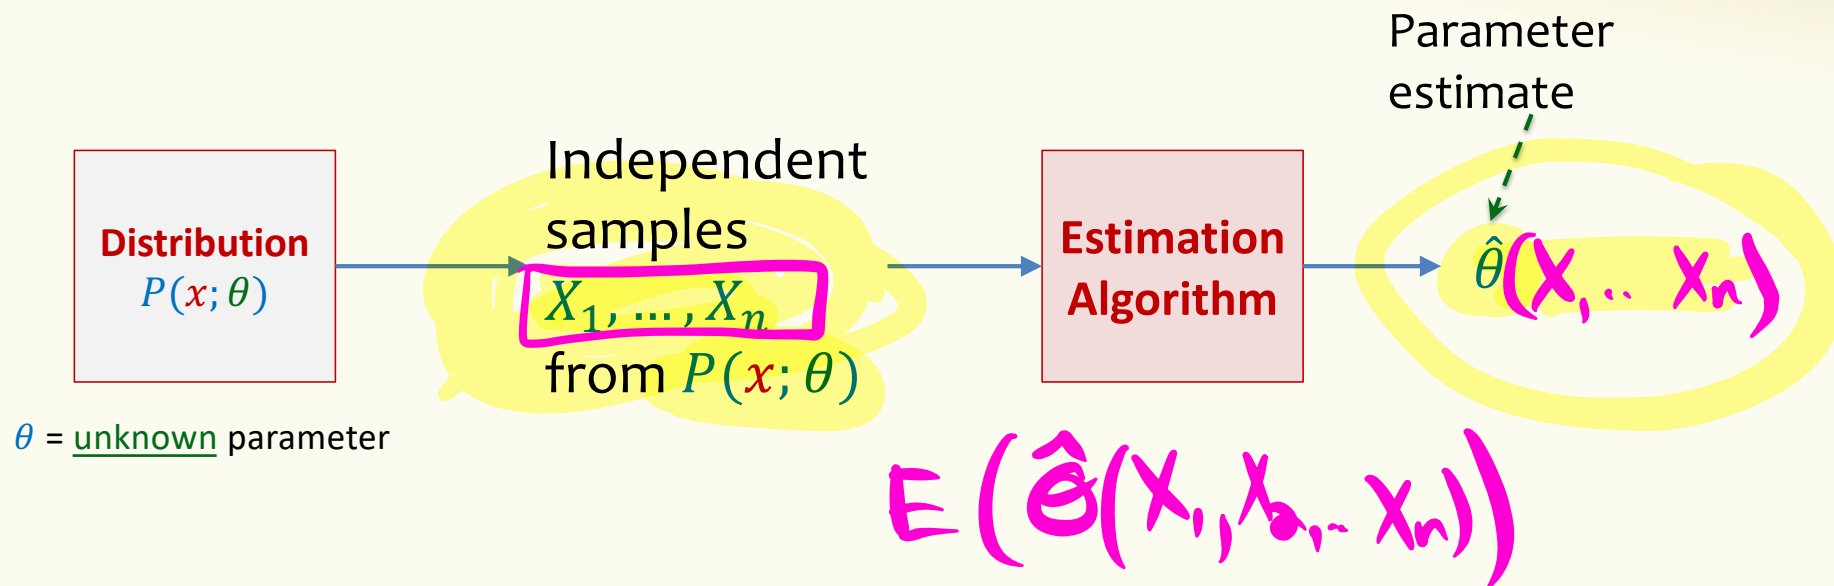 Parameter
estimate
Distribution
P(x; θ)
Independent
samples
X₁, ..., Xₙ
from P(x; θ)
Estimation
Algorithm
θ̂(X₁ .. Xₙ)
θ = unknown parameter
E(θ̂(X₁, X₂, .. Xₙ))